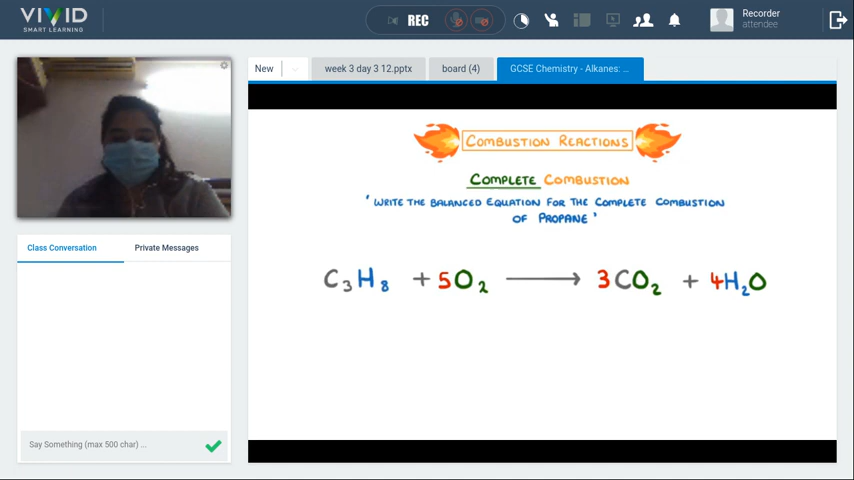 VIVID
SMART LEARNING
REC
Recorder
attendee
New
week 3 day 3 12.pptx
board (4)
GCSE Chemistry - Alkanes: ...
COMBUSTION REACTIONS
COMPLETE COMBUSTION
'WRITE THE BALANCED EQUATION FOR THE COMPLETE COMBUSTION
OF PROPANE'
C₃H₈ + 5O₂ ⟶ 3CO₂ + 4H₂O
Class Conversation
Private Messages
Say Something (max 500 char) ...